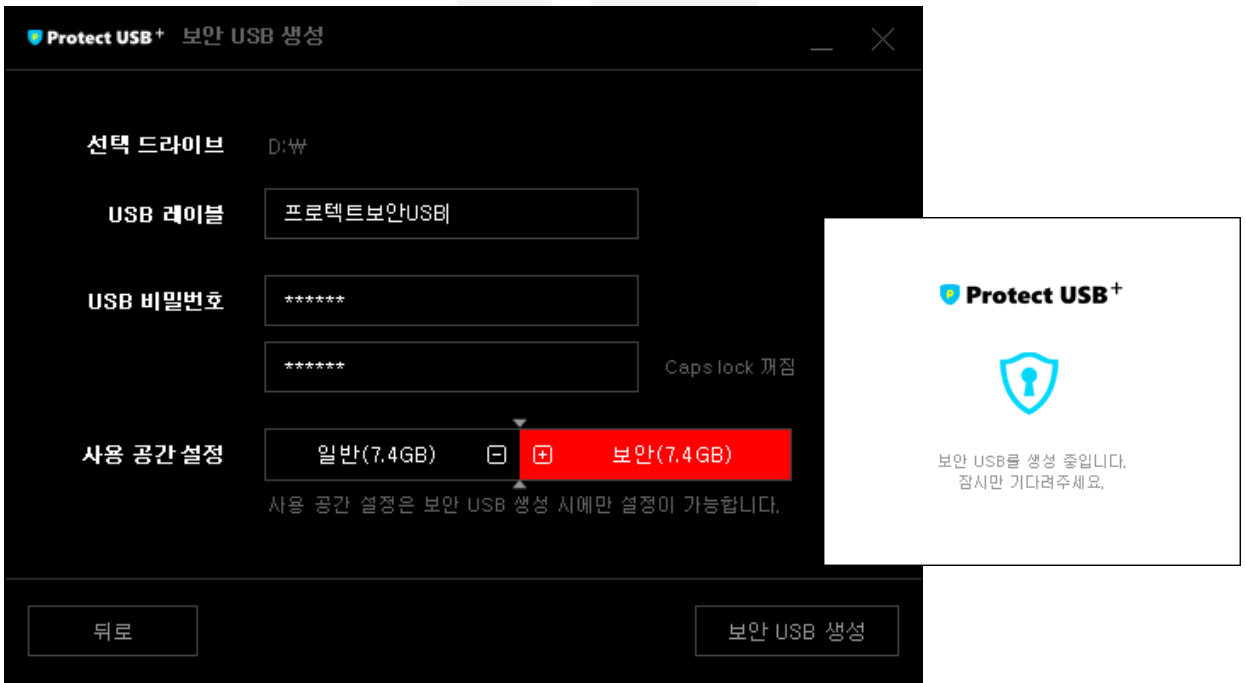 Protect USB+ 보안 USB 생성
선택 드라이브 D:₩
USB 레이블 프로텍트보안USB
USB 비밀번호 ******
****** Caps lock 꺼짐
사용 공간 설정 일반(7.4GB) 보안(7.4GB)
사용 공간 설정은 보안 USB 생성 시에만 설정이 가능합니다.
뒤로 보안 USB 생성
Protect USB+
보안 USB를 생성 중입니다.
잠시만 기다려주세요.